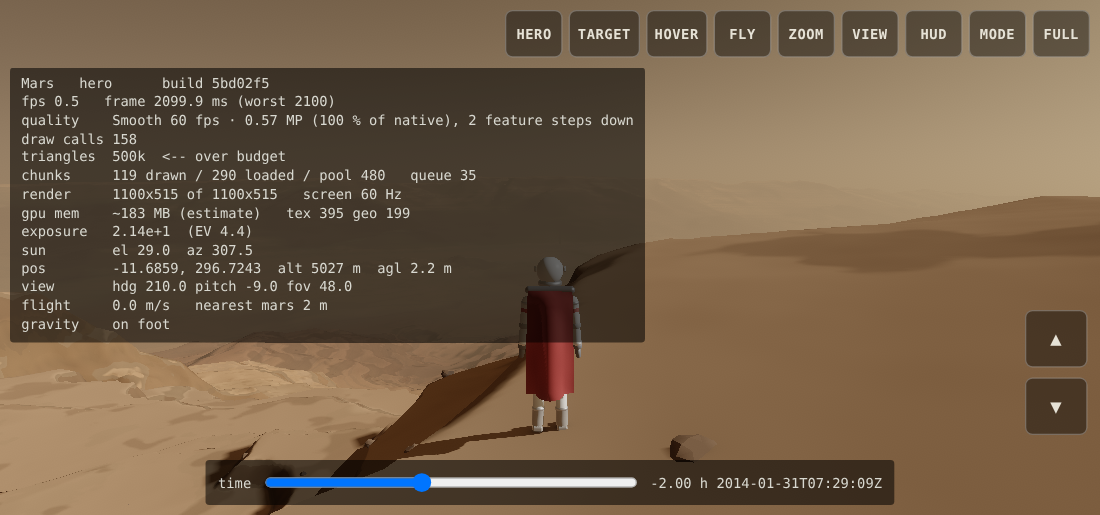 HERO TARGET HOVER FLY ZOOM VIEW HUD MODE FULL
Mars hero build 5bd02f5
fps 0.5 frame 2099.9 ms (worst 2100)
quality Smooth 60 fps · 0.57 MP (100 % of native), 2 feature steps down
draw calls 158
triangles 500k <-- over budget
chunks 119 drawn / 290 loaded / pool 480 queue 35
render 1100x515 of 1100x515 screen 60 Hz
gpu mem ~183 MB (estimate) tex 395 geo 199
exposure 2.14e+1 (EV 4.4)
sun el 29.0 az 307.5
pos -11.6859, 296.7243 alt 5027 m agl 2.2 m
view hdg 210.0 pitch -9.0 fov 48.0
flight 0.0 m/s nearest mars 2 m
gravity on foot
▲
▼
time -2.00 h 2014-01-31T07:29:09Z